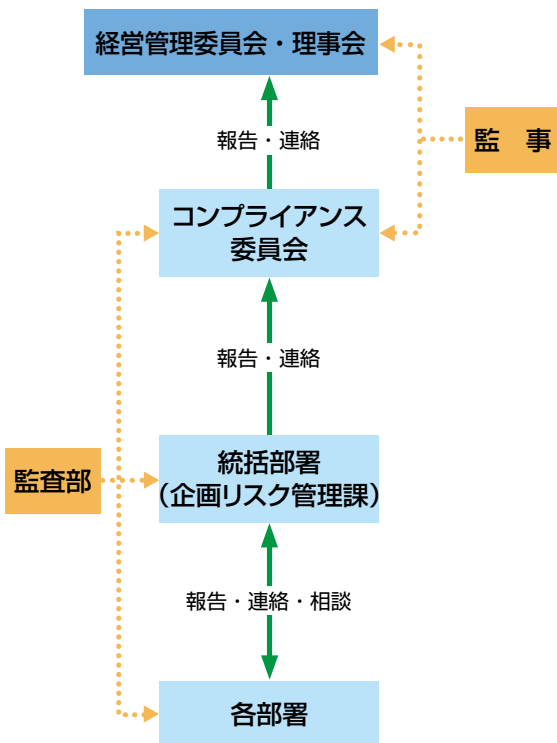 経営管理委員会・理事会
報告・連絡
監　事
コンプライアンス
委員会
報告・連絡
監査部
統括部署
（企画リスク管理課）
報告・連絡・相談
各部署